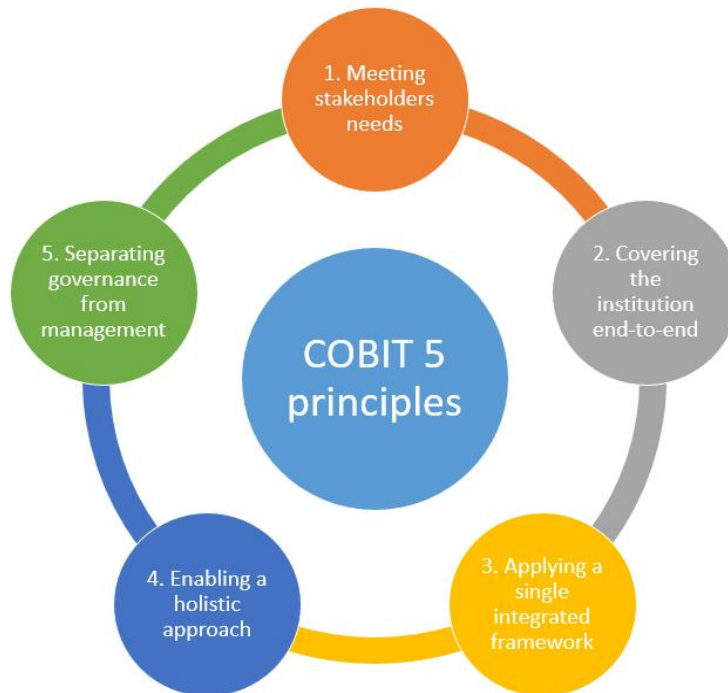 1. Meeting
stakeholders
needs
2. Covering
the
institution
end-to-end
COBIT 5
principles
5. Separating
governance
from
management
4. Enabling a
holistic
approach
3. Applying a
single
integrated
framework